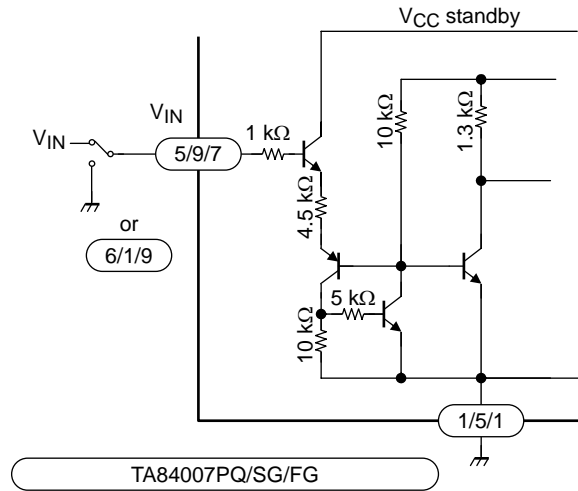 VCC standby
VIN
VIN
5/9/7
1 kΩ
10 kΩ
1.3 kΩ
4.5 kΩ
or
6/1/9
5 kΩ
10 kΩ
1/5/1
TA84007PQ/SG/FG